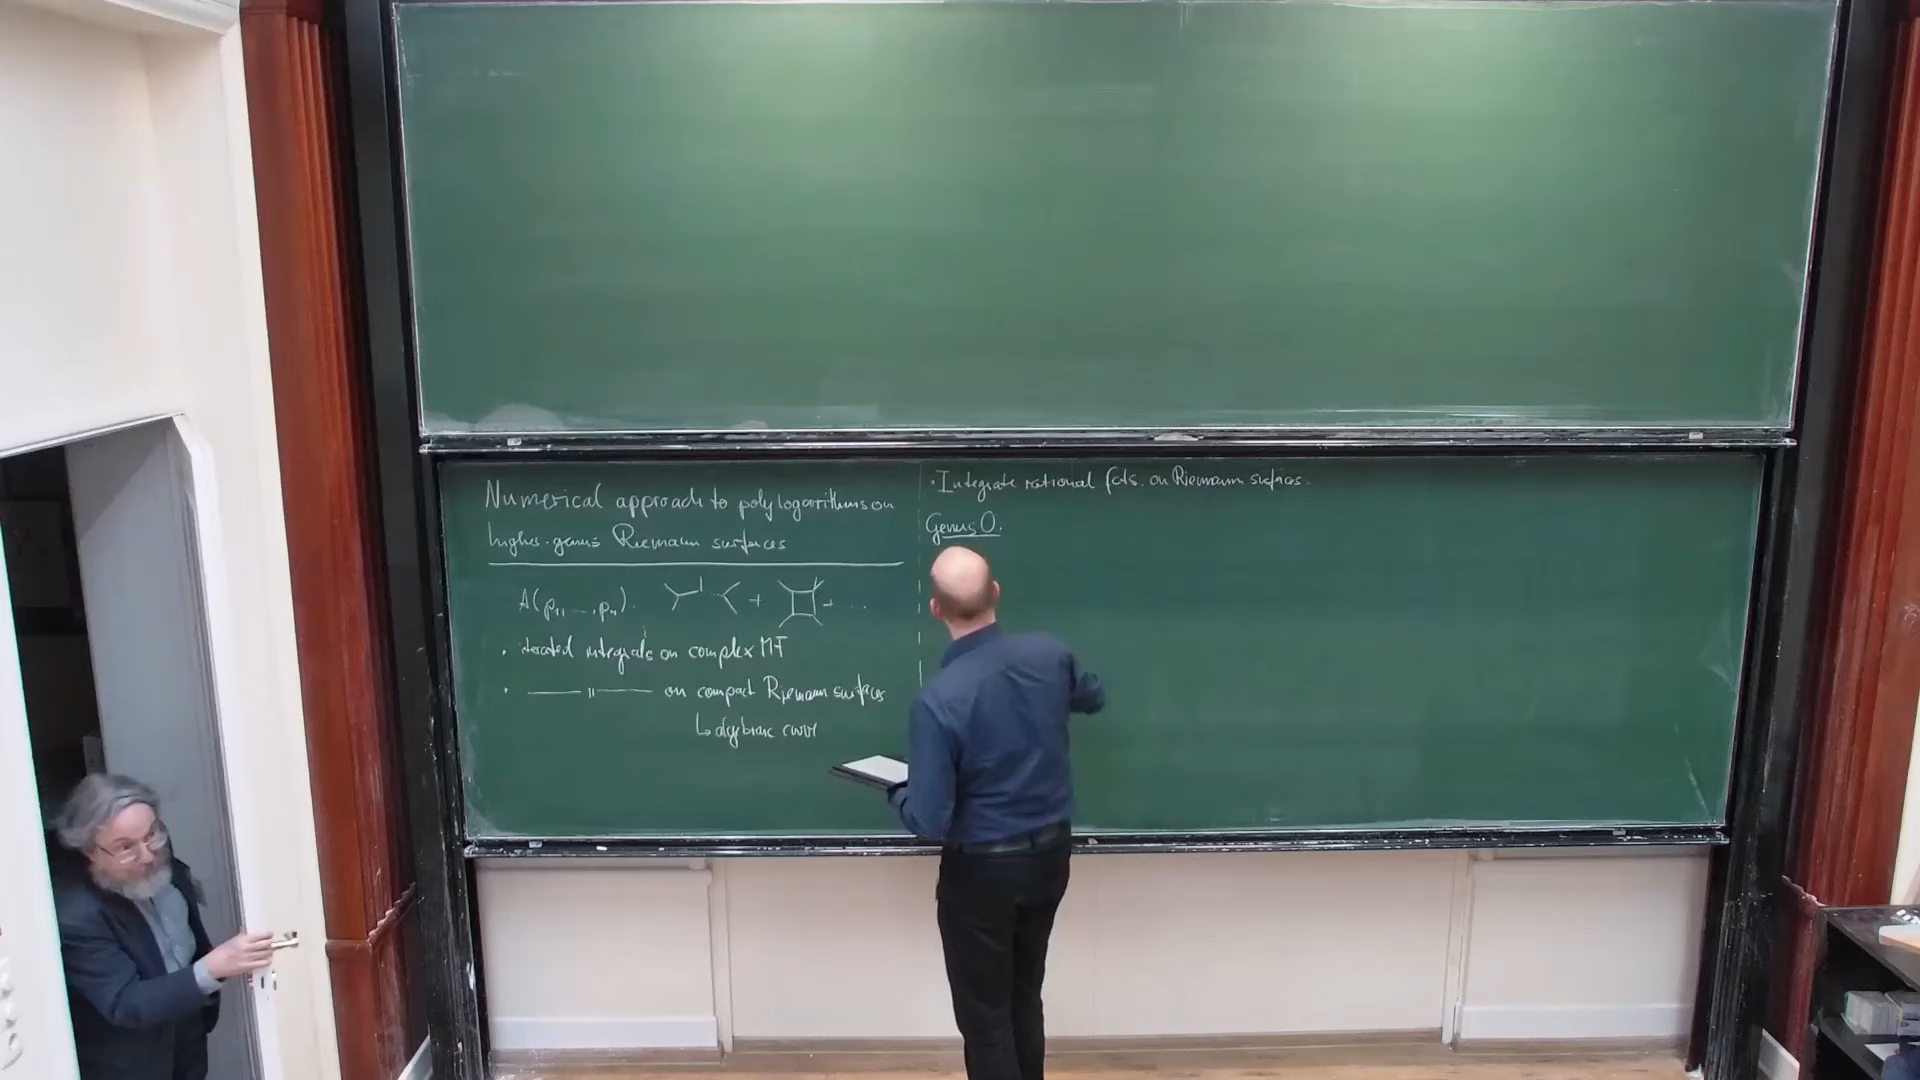 Numerical approach to polylogarithms on
higher-genus Riemann surfaces
A(p₁, ..., pₙ). + + ...
· iterated integrals on complex MF
· —— 〃 —— on compact Riemann surfaces
↳ algebraic curve
· Integrate rational fcts. on Riemann surfaces.
Genus 0.